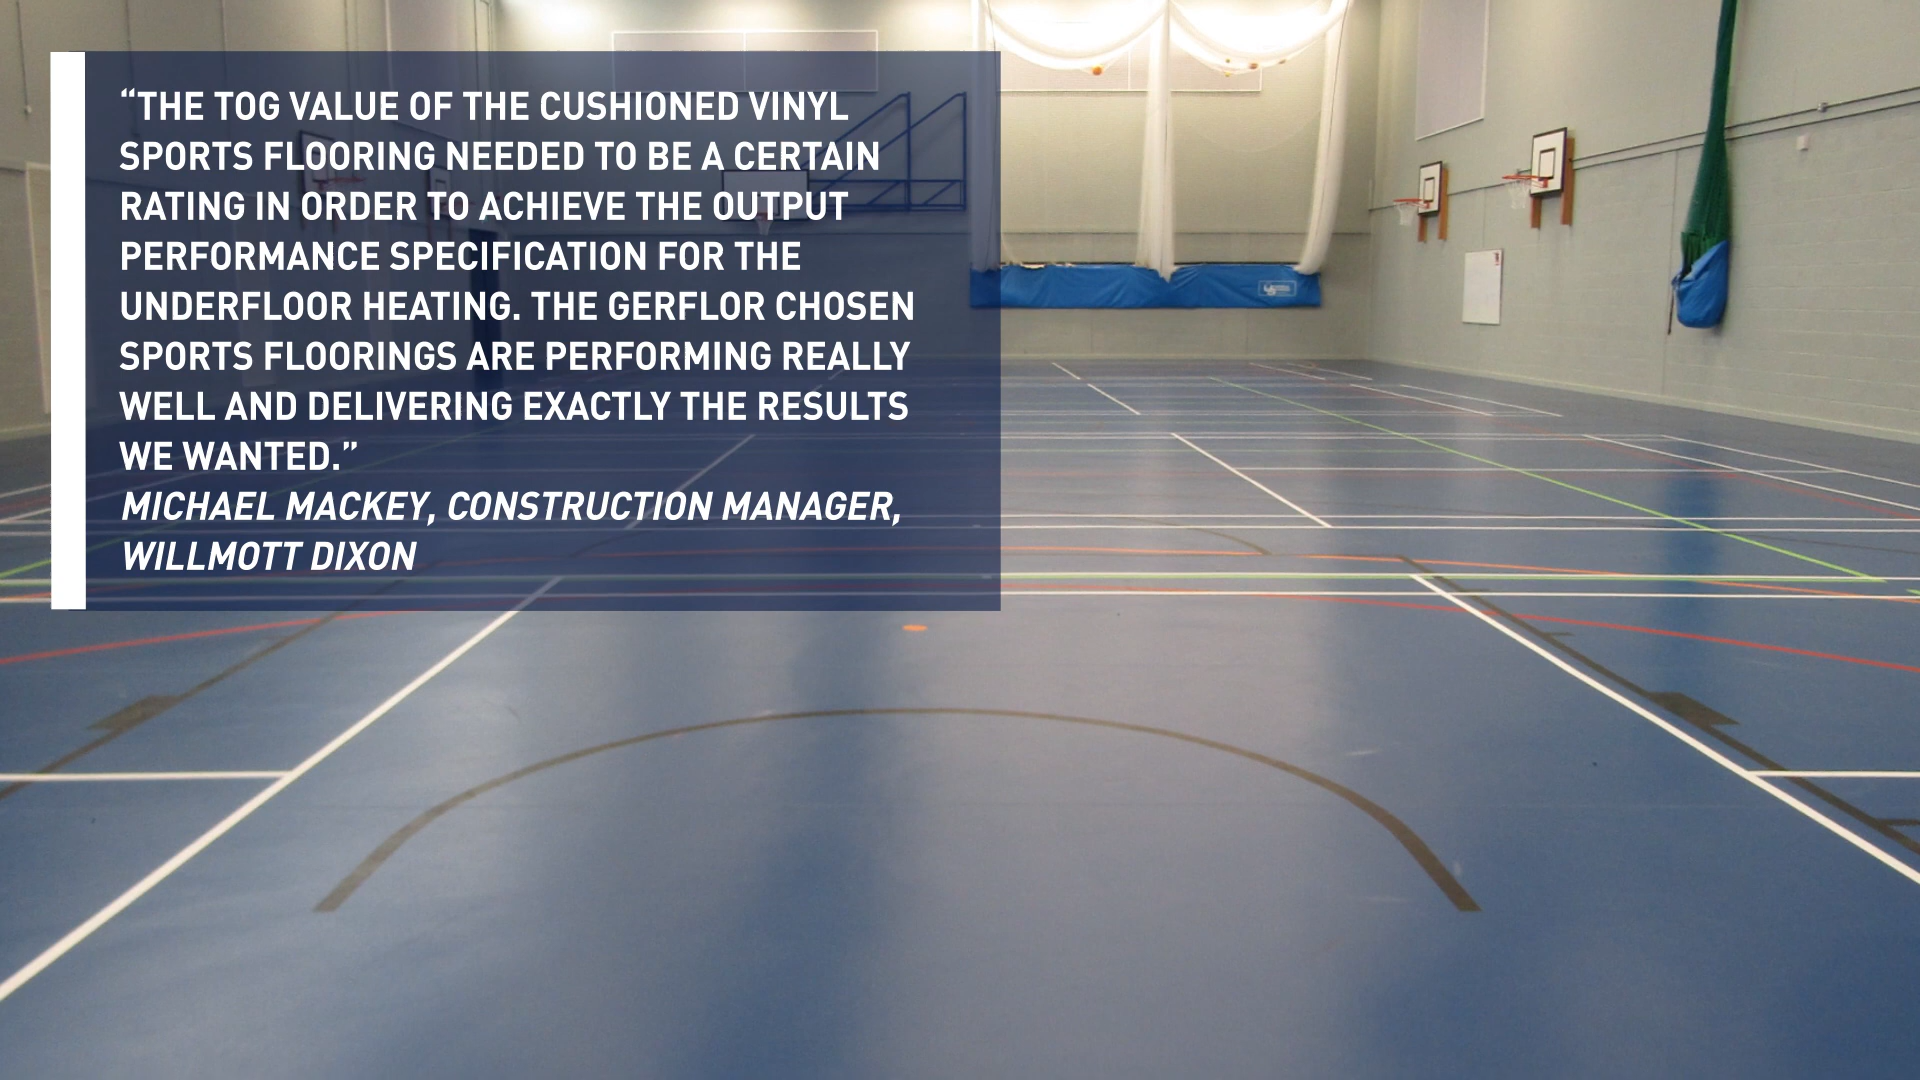 “THE TOG VALUE OF THE CUSHIONED VINYL
SPORTS FLOORING NEEDED TO BE A CERTAIN
RATING IN ORDER TO ACHIEVE THE OUTPUT
PERFORMANCE SPECIFICATION FOR THE
UNDERFLOOR HEATING. THE GERFLOR CHOSEN
SPORTS FLOORINGS ARE PERFORMING REALLY
WELL AND DELIVERING EXACTLY THE RESULTS
WE WANTED.”
MICHAEL MACKEY, CONSTRUCTION MANAGER,
WILLMOTT DIXON